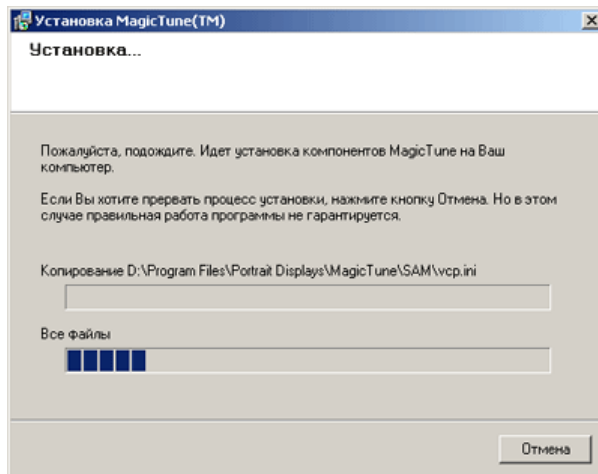 Установка MagicTune(TM)
Установка...
Пожалуйста, подождите. Идет установка компонентов MagicTune на Ваш
компьютер.
Если Вы хотите прервать процесс установки, нажмите кнопку Отмена. Но в этом
случае правильная работа программы не гарантируется.
Копирование D:\Program Files\Portrait Displays\MagicTune\SAM\vcp.ini
Все файлы
Отмена